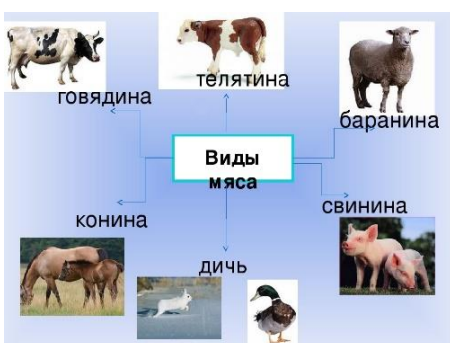 телятина
говядина
баранина
Виды
мяса
конина
свинина
дичь